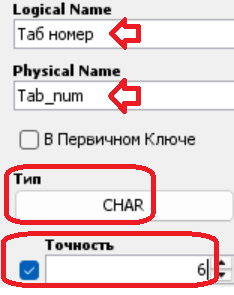 Logical Name
Таб номер
Physical Name
Tab_num
В Первичном Ключе
Тип
CHAR
Точность
6